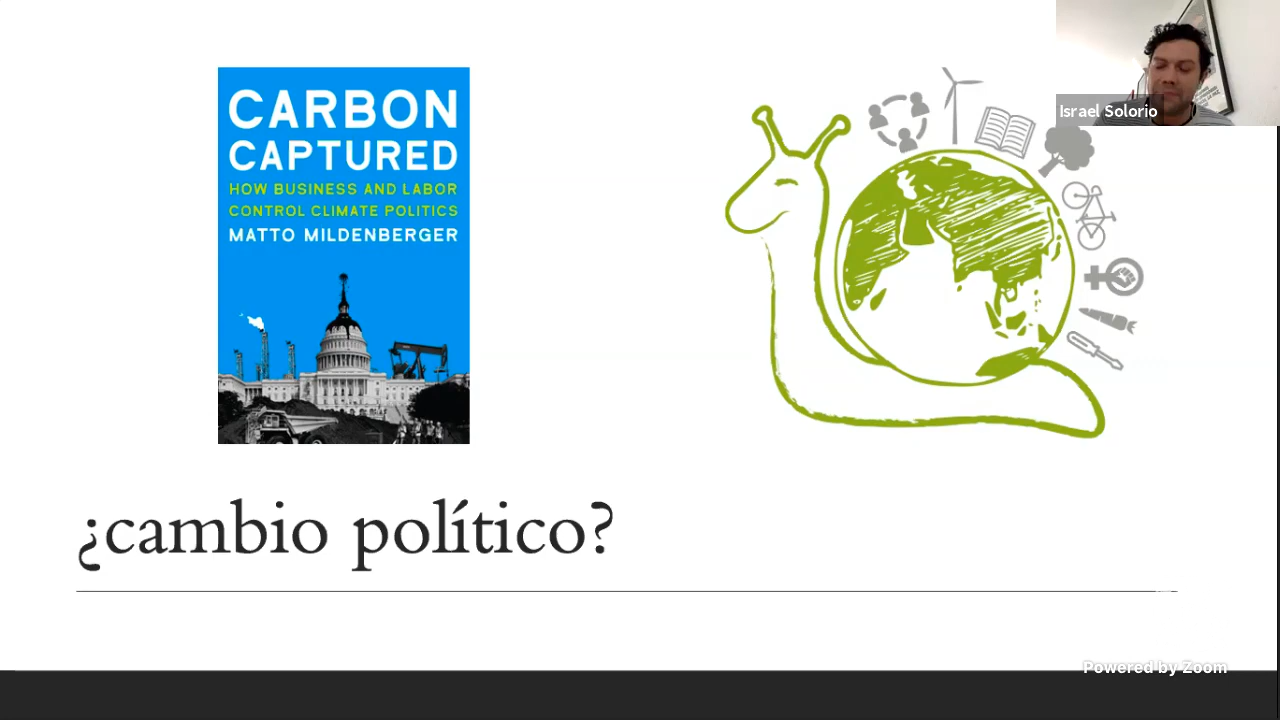 CARBON
CAPTURED
HOW BUSINESS AND LABOR
CONTROL CLIMATE POLITICS
MATTO MILDENBERGER
Israel Solorio
¿cambio político?
Powered by Zoom